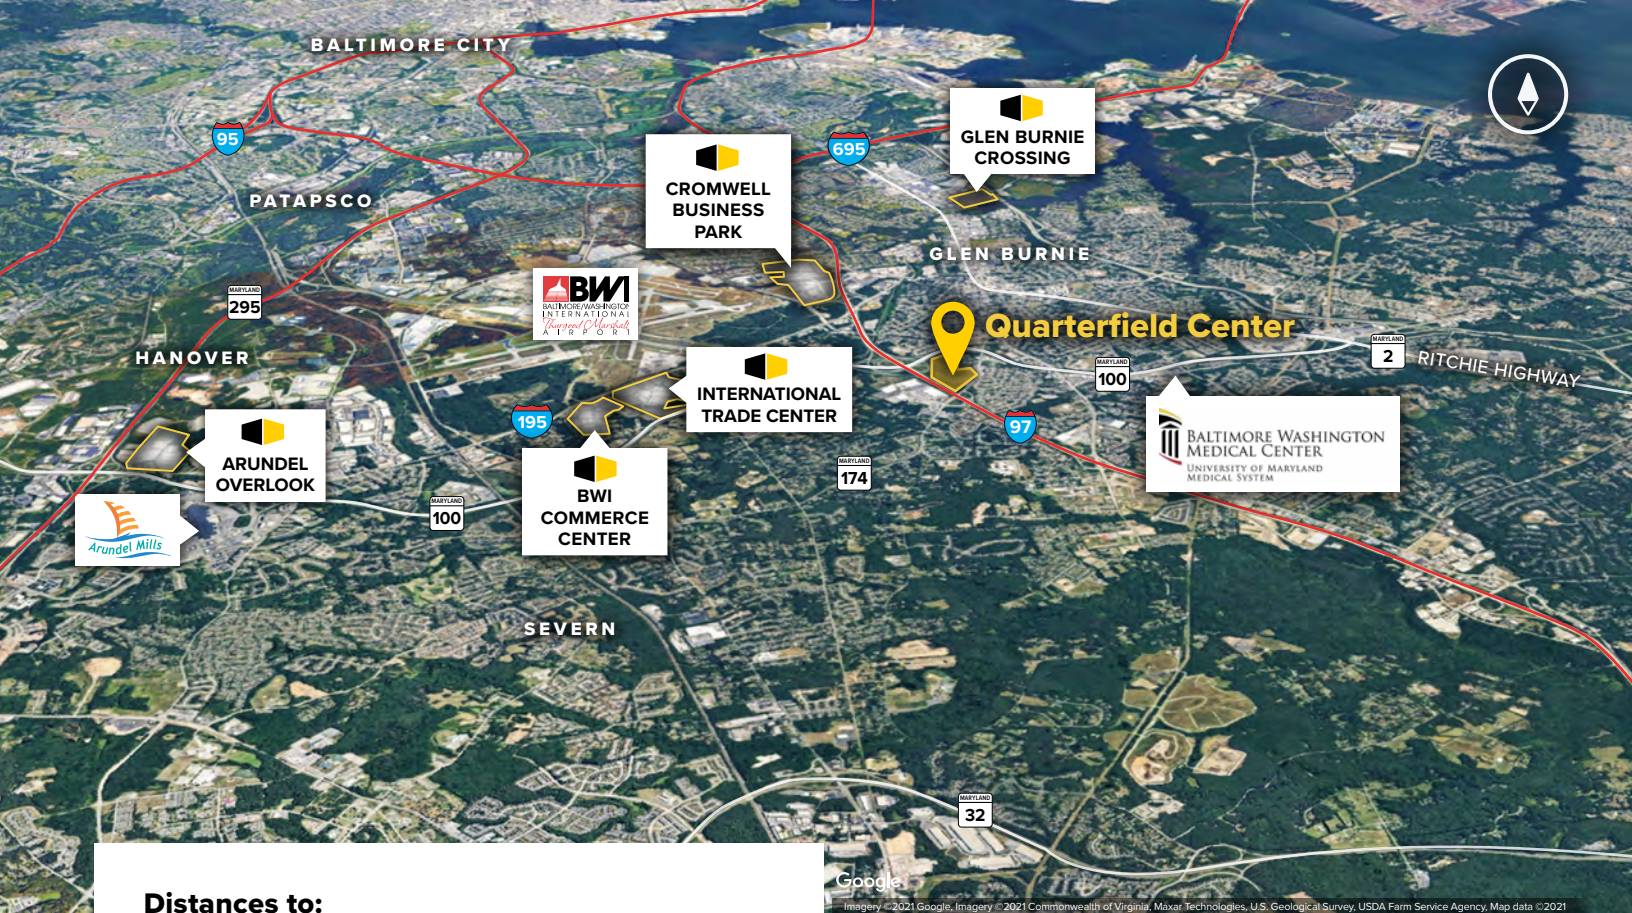 BALTIMORE CITY
95
695
GLEN BURNIE
CROSSING
CROMWELL
BUSINESS
PARK
PATAPSCO
GLEN BURNIE
BWI
BALTIMORE/WASHINGTON
INTERNATIONAL
Thurgood Marshall
AIRPORT
MARYLAND
295
Quarterfield Center
HANOVER
MARYLAND
2
RITCHIE HIGHWAY
MARYLAND
100
INTERNATIONAL
TRADE CENTER
195
97
ARUNDEL
OVERLOOK
BALTIMORE WASHINGTON
MEDICAL CENTER
UNIVERSITY OF MARYLAND
MEDICAL SYSTEM
MARYLAND
174
MARYLAND
100
BWI
COMMERCE
CENTER
Arundel Mills
SEVERN
MARYLAND
32
Google
Imagery ©2021 Google, Imagery ©2021 Commonwealth of Virginia, Maxar Technologies, U.S. Geological Survey, USDA Farm Service Agency, Map data ©2021
Distances to: